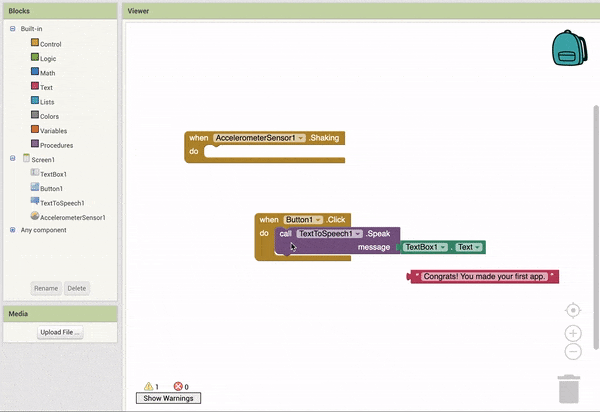 Blocks
Viewer
Built-in
Control
Logic
Math
Text
Lists
Colors
Variables
Procedures
Screen1
TextBox1
Button1
TextToSpeech1
AccelerometerSensor1
Any component
Rename Delete
Media
Upload File ...
when AccelerometerSensor1 .Shaking
do
when Button1 .Click
do call TextToSpeech1 .Speak
message TextBox1 . Text
" Congrats! You made your first app. "
1 0
Show Warnings